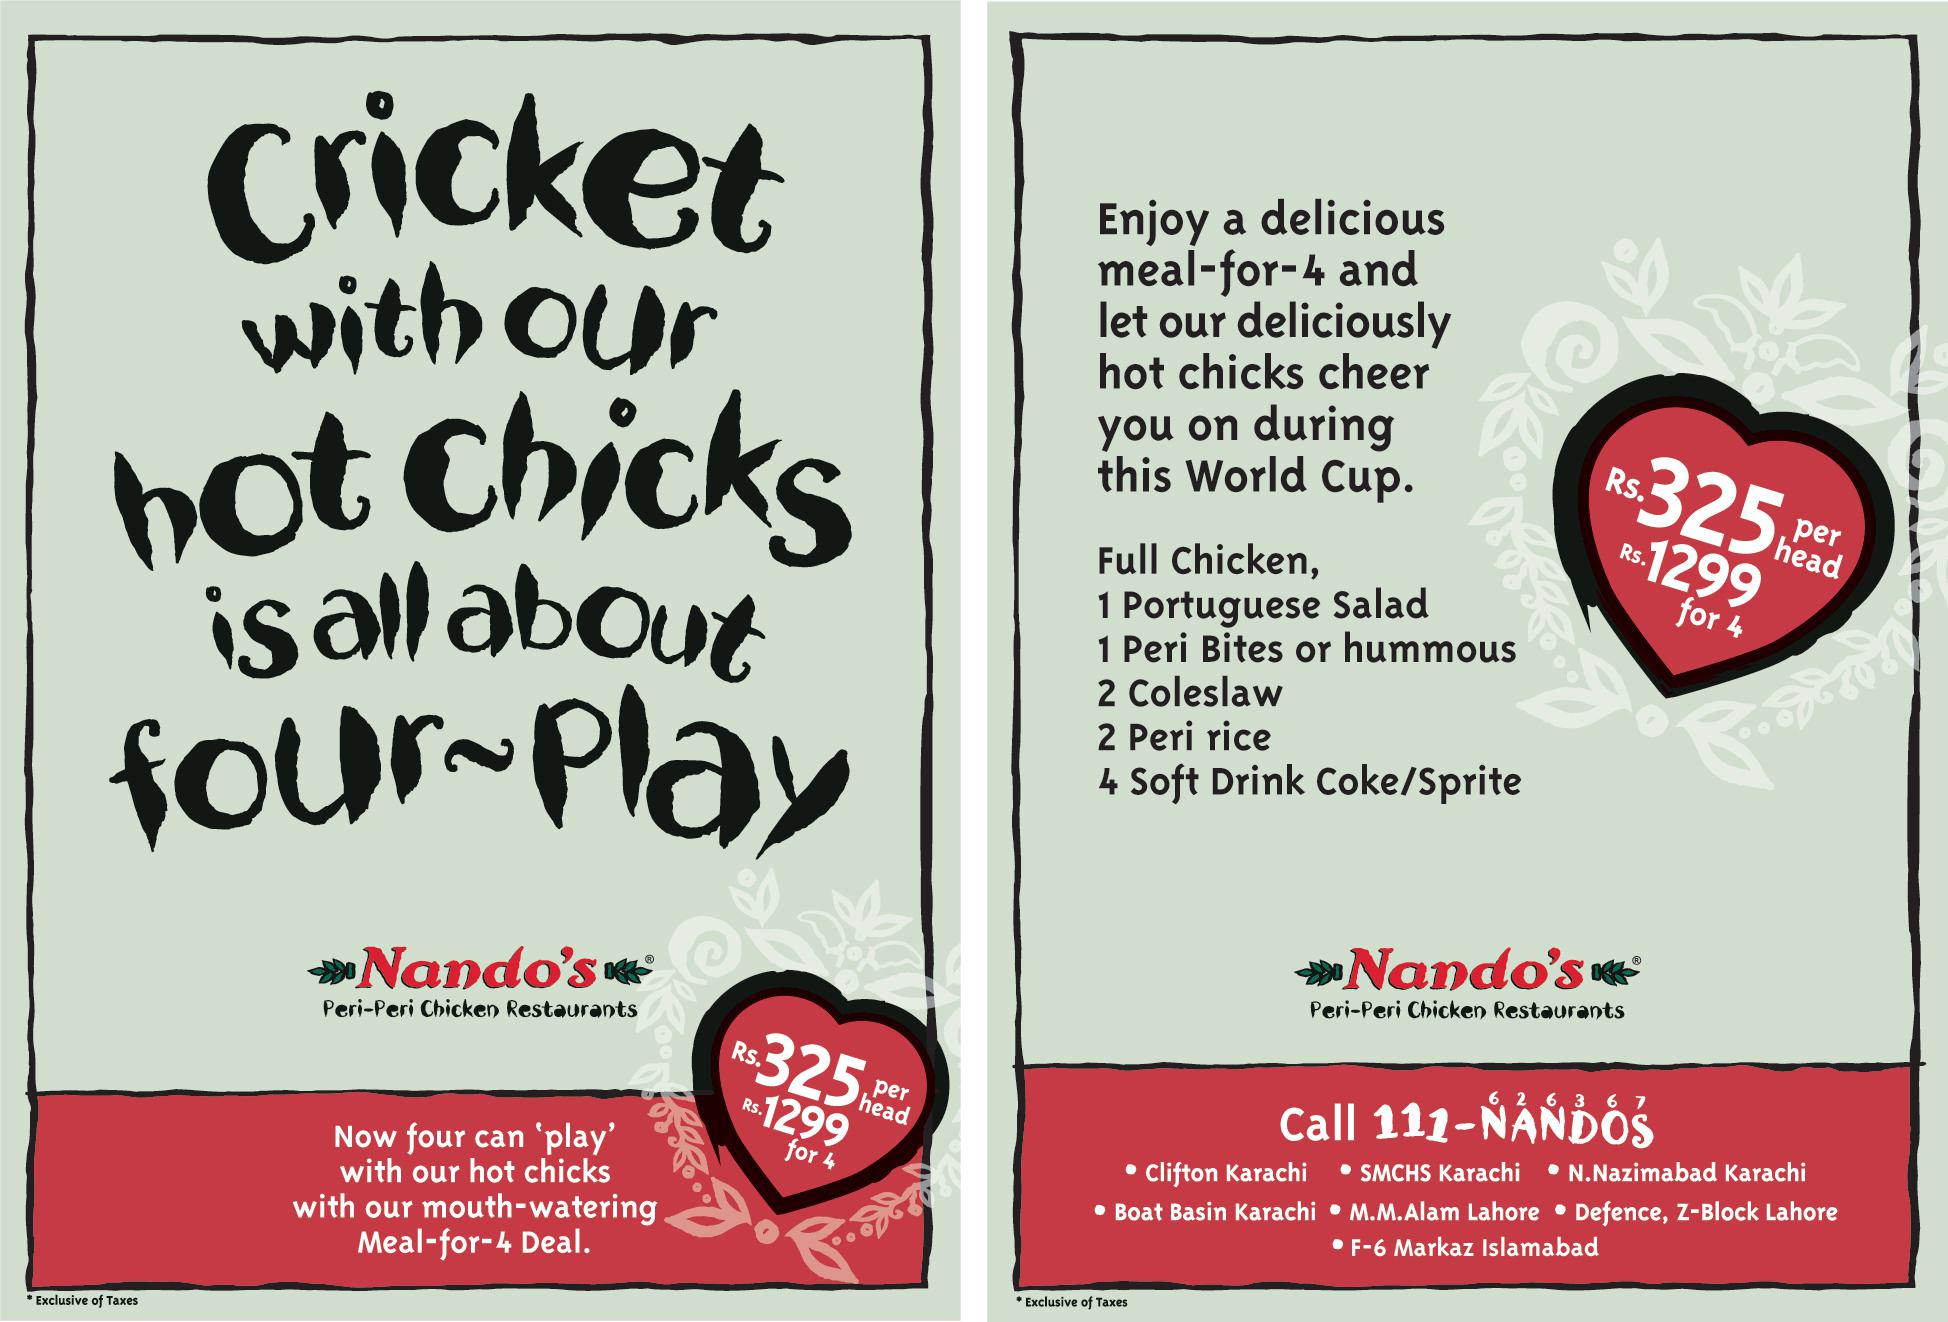 Cricket
with our
hot chicks
is all about
four~play
Nando's®
Peri-Peri Chicken Restaurants
Rs.325 per head
Rs.1299
for 4
Now four can ‘play’
with our hot chicks
with our mouth-watering
Meal-for-4 Deal.
* Exclusive of Taxes
Enjoy a delicious
meal-for-4 and
let our deliciously
hot chicks cheer
you on during
this World Cup.
Rs.325 per head
Rs.1299
for 4
Full Chicken,
1 Portuguese Salad
1 Peri Bites or hummous
2 Coleslaw
2 Peri rice
4 Soft Drink Coke/Sprite
Nando's®
Peri-Peri Chicken Restaurants
6 2 6 3 6 7
Call 111-NANDOS
• Clifton Karachi • SMCHS Karachi • N.Nazimabad Karachi
• Boat Basin Karachi • M.M.Alam Lahore • Defence, Z-Block Lahore
• F-6 Markaz Islamabad
* Exclusive of Taxes